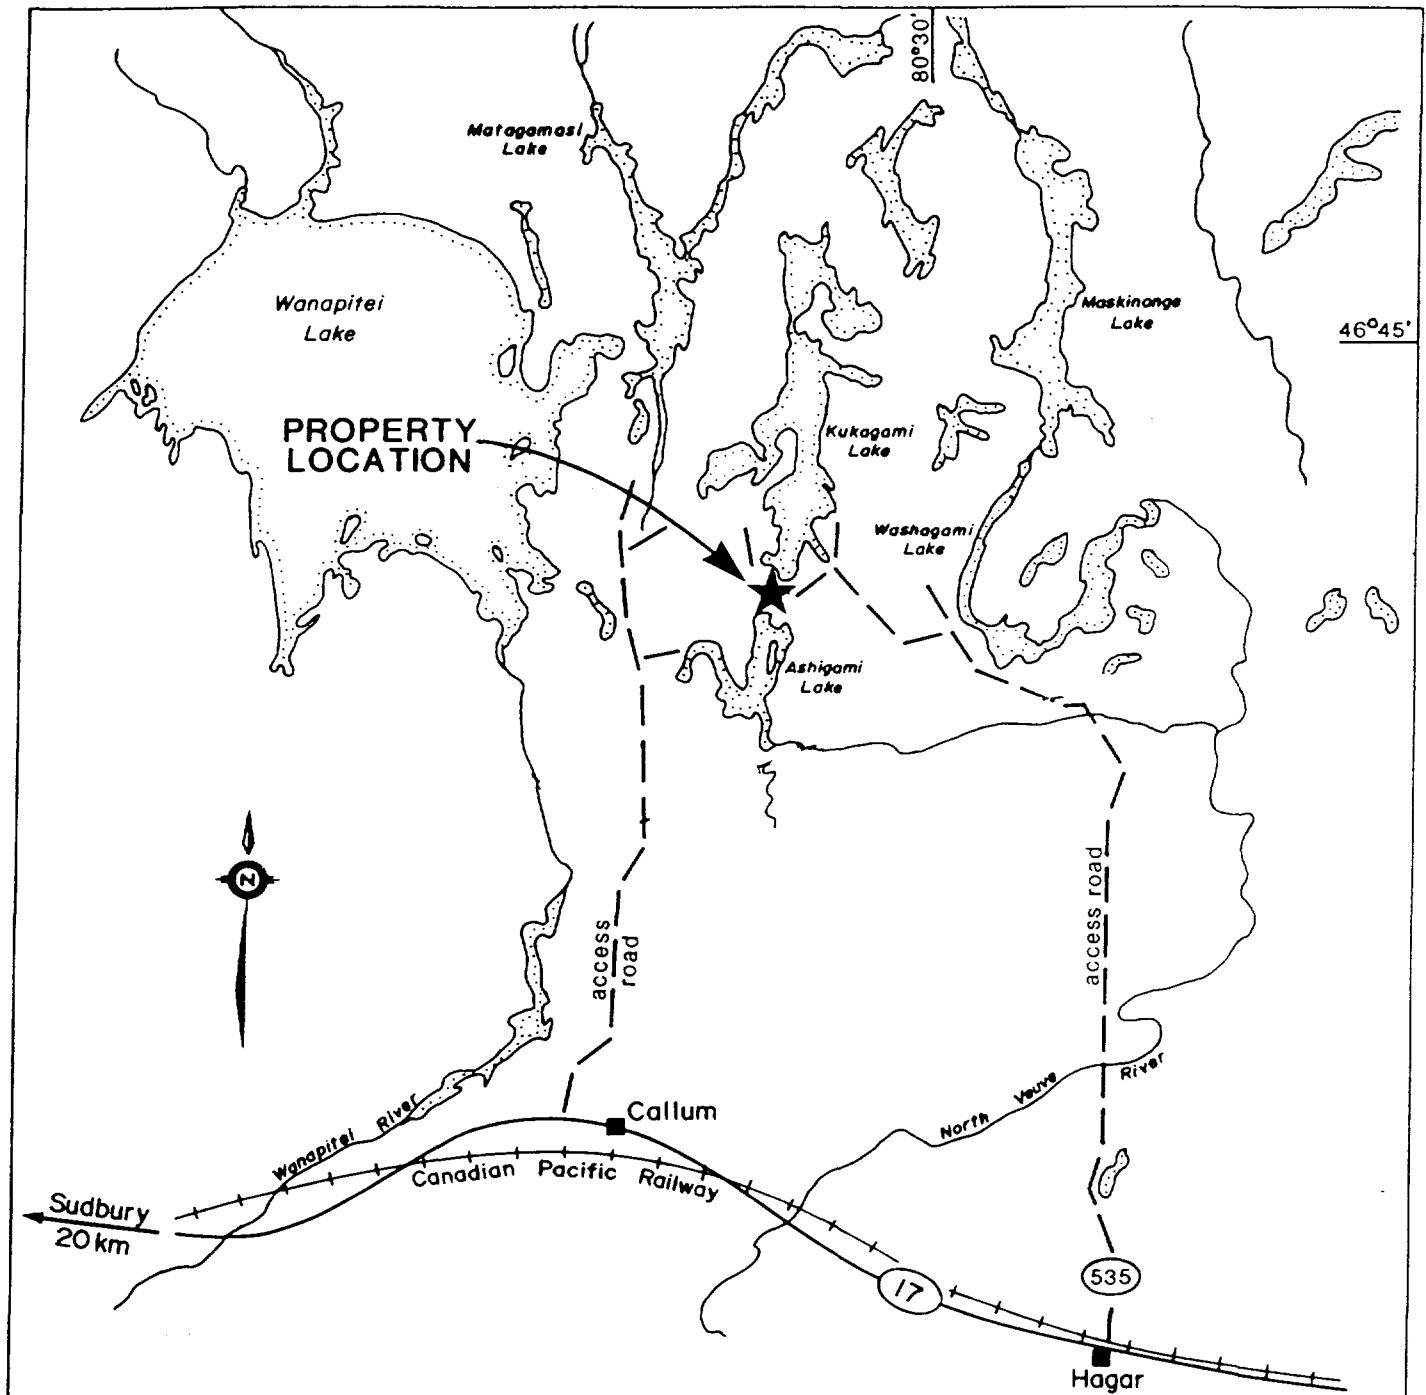 80°30'
Matagamasi
Lake
Wanapitei
Lake
Maskinonge
Lake
46°45'
PROPERTY
LOCATION
Kukagami
Lake
Washagami
Lake
Ashigami
Lake
N
access
road
access road
Wanapitei River
North Veuve River
Callum
Canadian Pacific Railway
Sudbury
20 km
535
17
Hagar